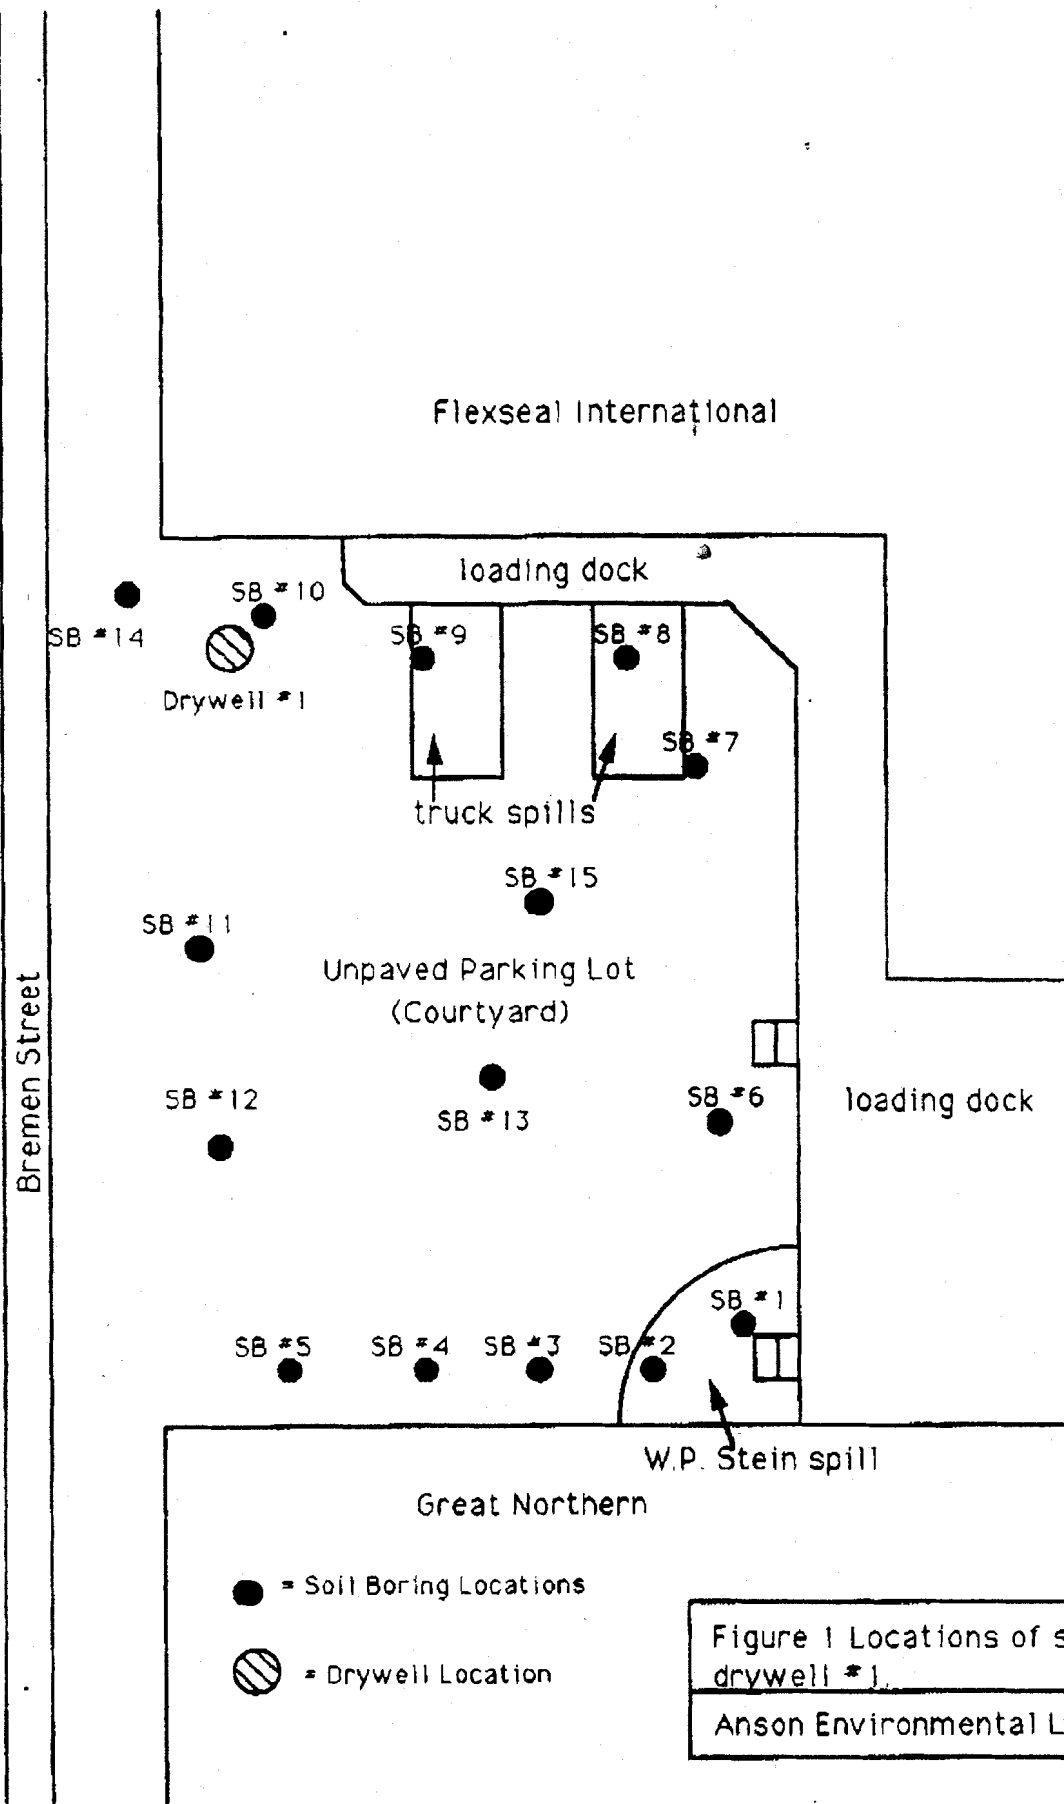 Flexseal International
loading dock
SB #10
SB #14
SB #9
SB #8
Drywell #1
SB #7
truck spills
SB #15
SB #11
Unpaved Parking Lot
(Courtyard)
Bremen Street
SB #12
SB #13
SB #6
loading dock
SB #1
SB #5
SB #4
SB #3
SB #2
W.P. Stein spill
Great Northern
= Soil Boring Locations
= Drywell Location
Figure 1 Locations of s
drywell #1.
Anson Environmental L